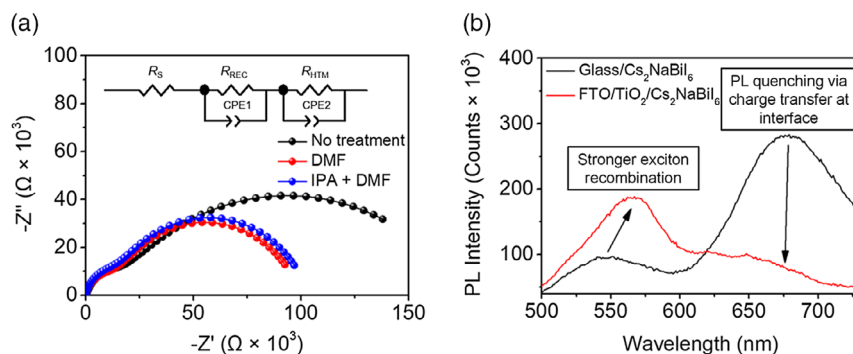 (a)
100
80
60
40
20
0
0
50
100
150
-Z" (Ω × 10³)
-Z' (Ω × 10³)
R_S
R_REC
R_HTM
CPE1
CPE2
No treatment
DMF
IPA + DMF
(b)
400
300
200
100
500
550
600
650
700
PL Intensity (Counts × 10³)
Wavelength (nm)
Glass/Cs₂NaBiI₆
FTO/TiO₂/Cs₂NaBiI₆
PL quenching via
charge transfer at
interface
Stronger exciton
recombination